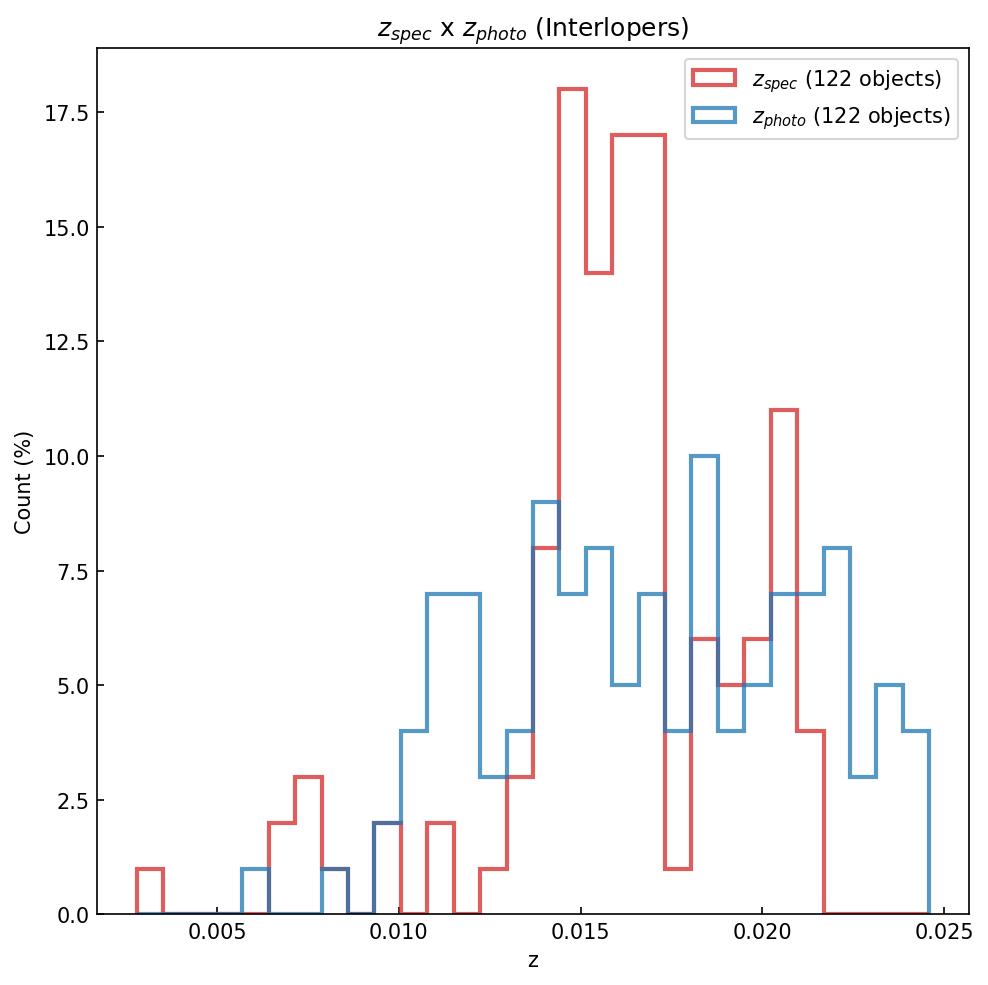 z_spec x z_photo (Interlopers)
z_spec (122 objects)
z_photo (122 objects)
Count (%)
17.5
15.0
12.5
10.0
7.5
5.0
2.5
0.0
0.005 0.010 0.015 0.020 0.025
z